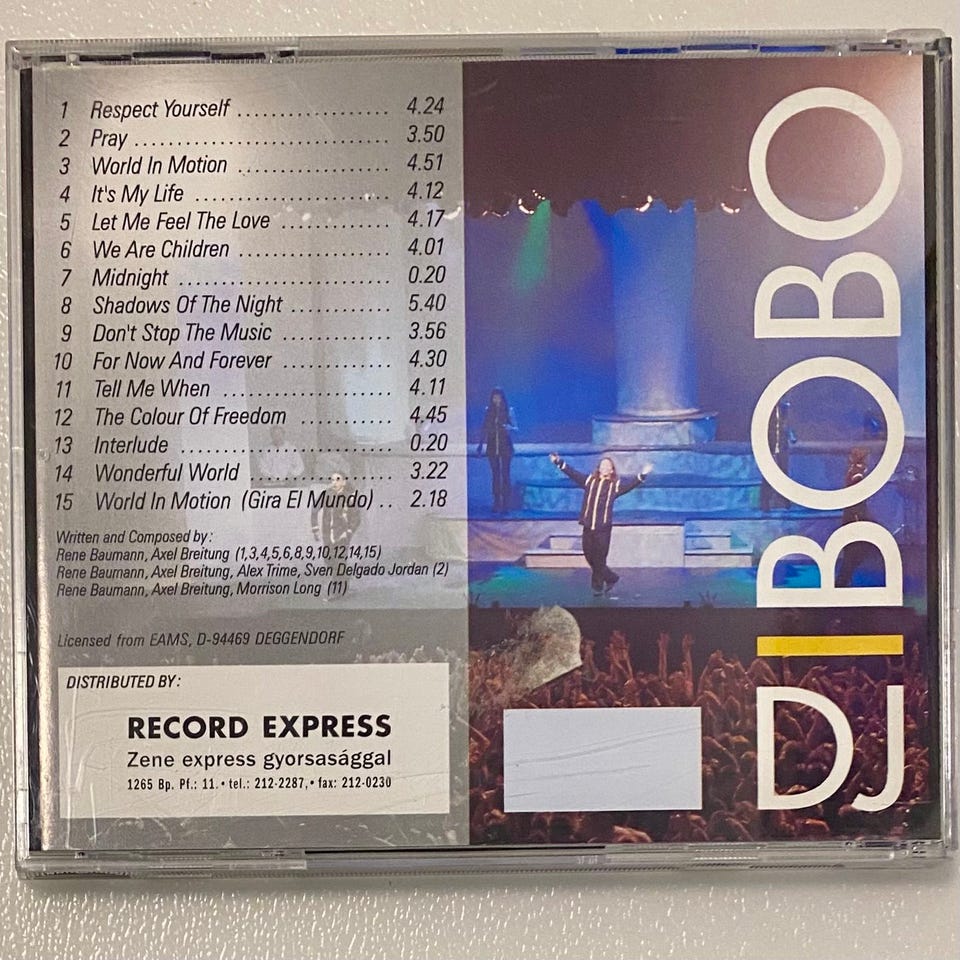 1 Respect Yourself ................... 4.24
2 Pray ............................... 3.50
3 World In Motion ................... 4.51
4 It's My Life ........................ 4.12
5 Let Me Feel The Love ............. 4.17
6 We Are Children ................... 4.01
7 Midnight .......................... 0.20
8 Shadows Of The Night ............ 5.40
9 Don't Stop The Music ............. 3.56
10 For Now And Forever ............. 4.30
11 Tell Me When ..................... 4.11
12 The Colour Of Freedom ........... 4.45
13 Interlude .......................... 0.20
14 Wonderful World .................. 3.22
15 World In Motion (Gira El Mundo) .. 2.18
Written and Composed by:
Rene Baumann, Axel Breitung (1,3,4,5,6,8,9,10,12,14,15)
Rene Baumann, Axel Breitung, Alex Trime, Sven Delgado Jordan (2)
Rene Baumann, Axel Breitung, Morrison Long (11)
Licensed from EAMS, D-94469 DEGGENDORF
DISTRIBUTED BY:
RECORD EXPRESS
Zene express gyorsasággal
1265 Bp. Pf.: 11. • tel.: 212-2287, • fax: 212-0230
DJ BOBO